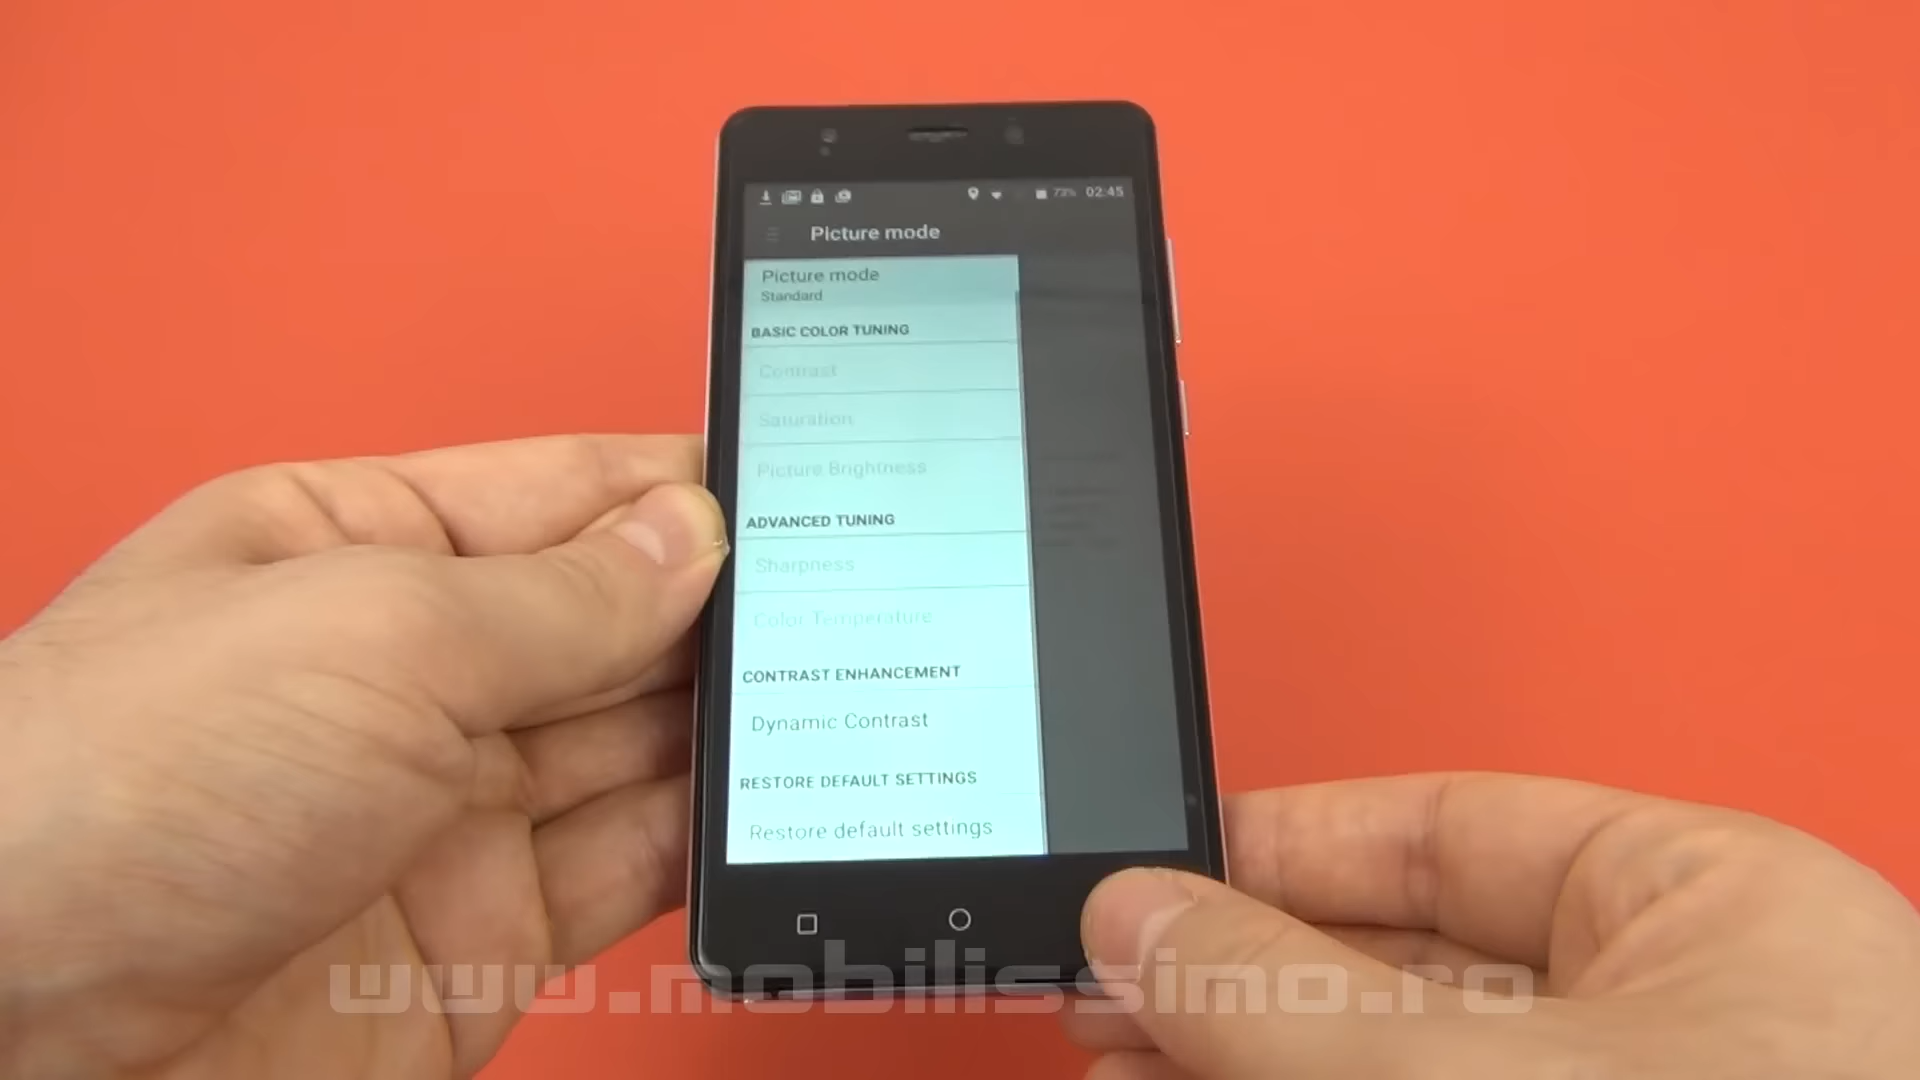 73% 02:45
Picture mode
Picture mode
Standard
BASIC COLOR TUNING
Contrast
Saturation
Picture Brightness
ADVANCED TUNING
Sharpness
Color Temperature
CONTRAST ENHANCEMENT
Dynamic Contrast
RESTORE DEFAULT SETTINGS
Restore default settings
www.mobilissimo.ro